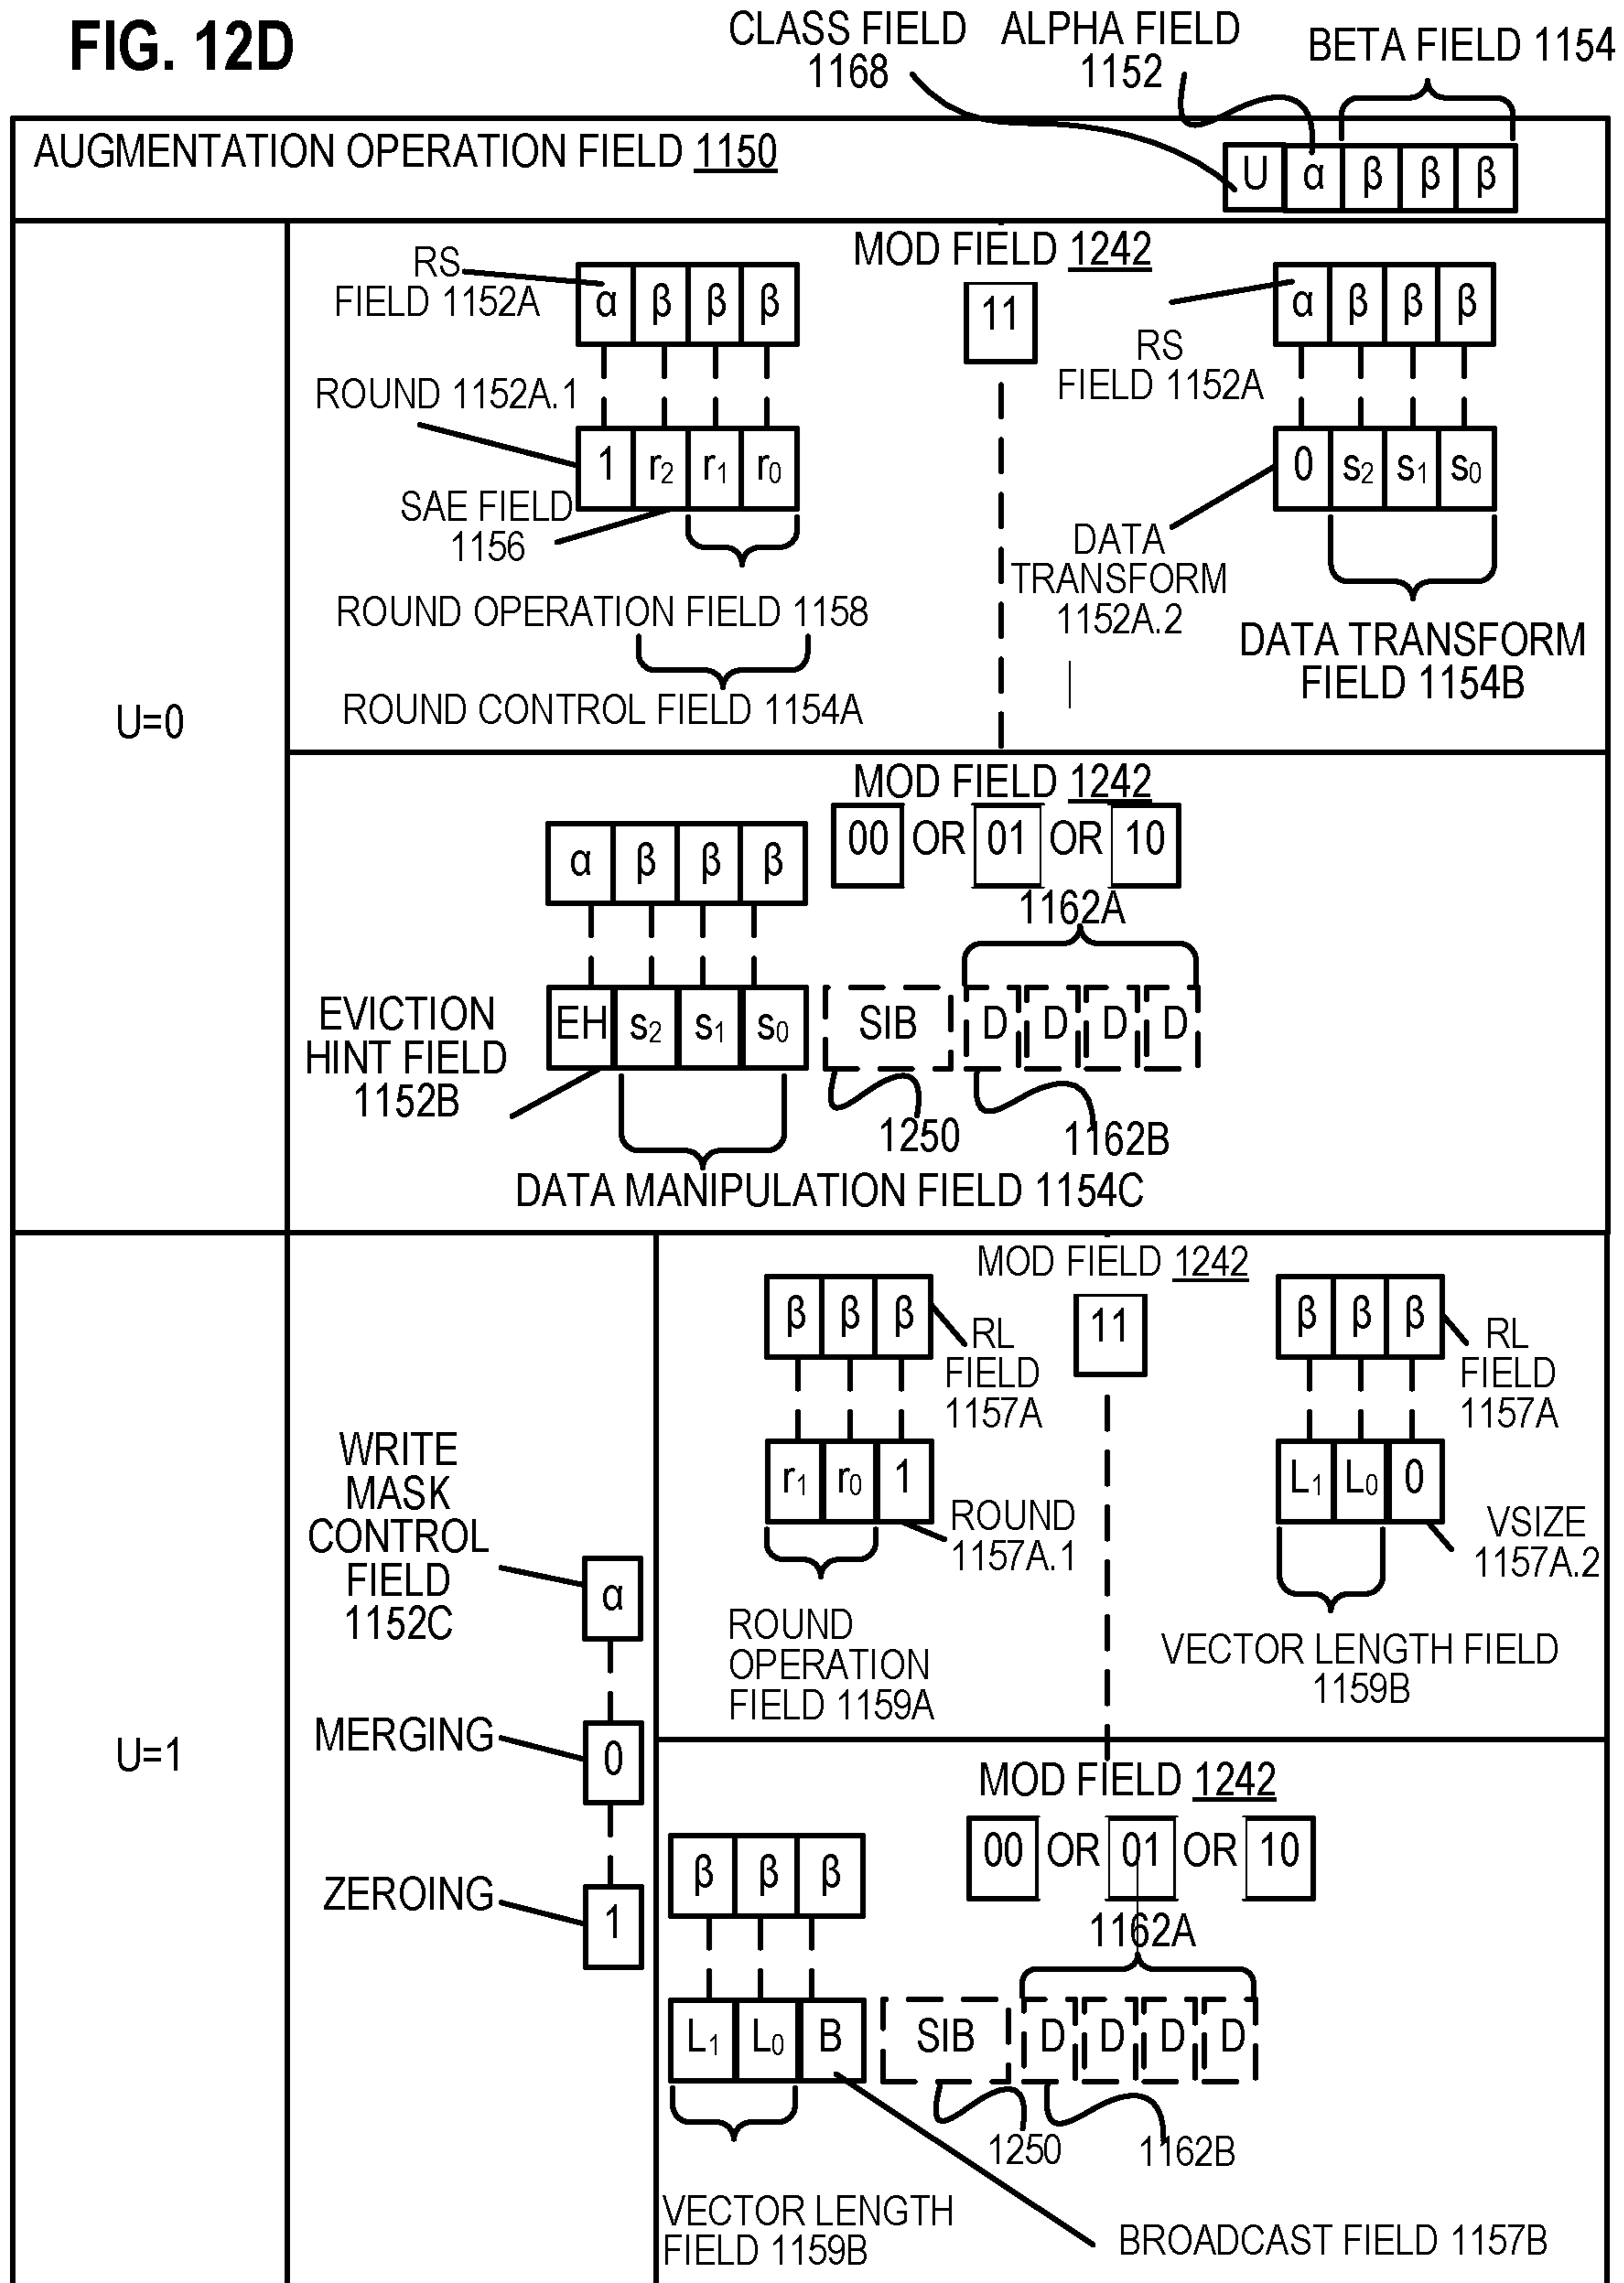 FIG. 12D
CLASS FIELD
1168
ALPHA FIELD
1152
BETA FIELD 1154
AUGMENTATION OPERATION FIELD 1150
U α β β β
U=0
MOD FIELD 1242
11
RS
FIELD 1152A
α β β β
ROUND 1152A.1
1 r2 r1 r0
SAE FIELD
1156
ROUND OPERATION FIELD 1158
ROUND CONTROL FIELD 1154A
α β β β
RS
FIELD 1152A
0 s2 s1 s0
DATA
TRANSFORM
1152A.2
DATA TRANSFORM
FIELD 1154B
MOD FIELD 1242
00 OR 01 OR 10
α β β β
1162A
EVICTION
HINT FIELD
1152B
EH s2 s1 s0 SIB D D D D
1250
1162B
DATA MANIPULATION FIELD 1154C
U=1
WRITE
MASK
CONTROL
FIELD
1152C
α
MERGING
0
ZEROING
1
MOD FIELD 1242
11
β β β
RL
FIELD
1157A
r1 r0 1
ROUND
1157A.1
ROUND
OPERATION
FIELD 1159A
β β β
RL
FIELD
1157A
L1 L0 0
VSIZE
1157A.2
VECTOR LENGTH FIELD
1159B
MOD FIELD 1242
00 OR 01 OR 10
β β β
1162A
L1 L0 B SIB D D D D
1250
1162B
VECTOR LENGTH
FIELD 1159B
BROADCAST FIELD 1157B